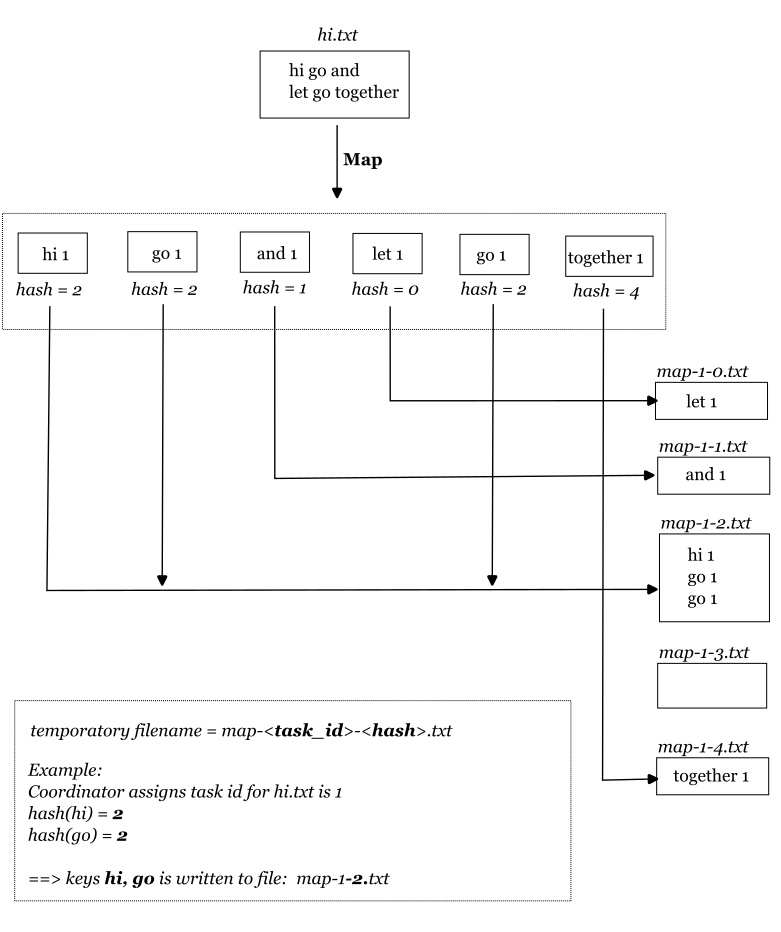 hi.txt
hi go and
let go together
Map
hi 1
go 1
and 1
let 1
go 1
together 1
hash = 2
hash = 2
hash = 1
hash = 0
hash = 2
hash = 4
map-1-0.txt
let 1
map-1-1.txt
and 1
map-1-2.txt
hi 1
go 1
go 1
map-1-3.txt
map-1-4.txt
together 1
temporatory filename = map-<task_id>-<hash>.txt
Example:
Coordinator assigns task id for hi.txt is 1
hash(hi) = 2
hash(go) = 2
==> keys hi, go is written to file:  map-1-2.txt